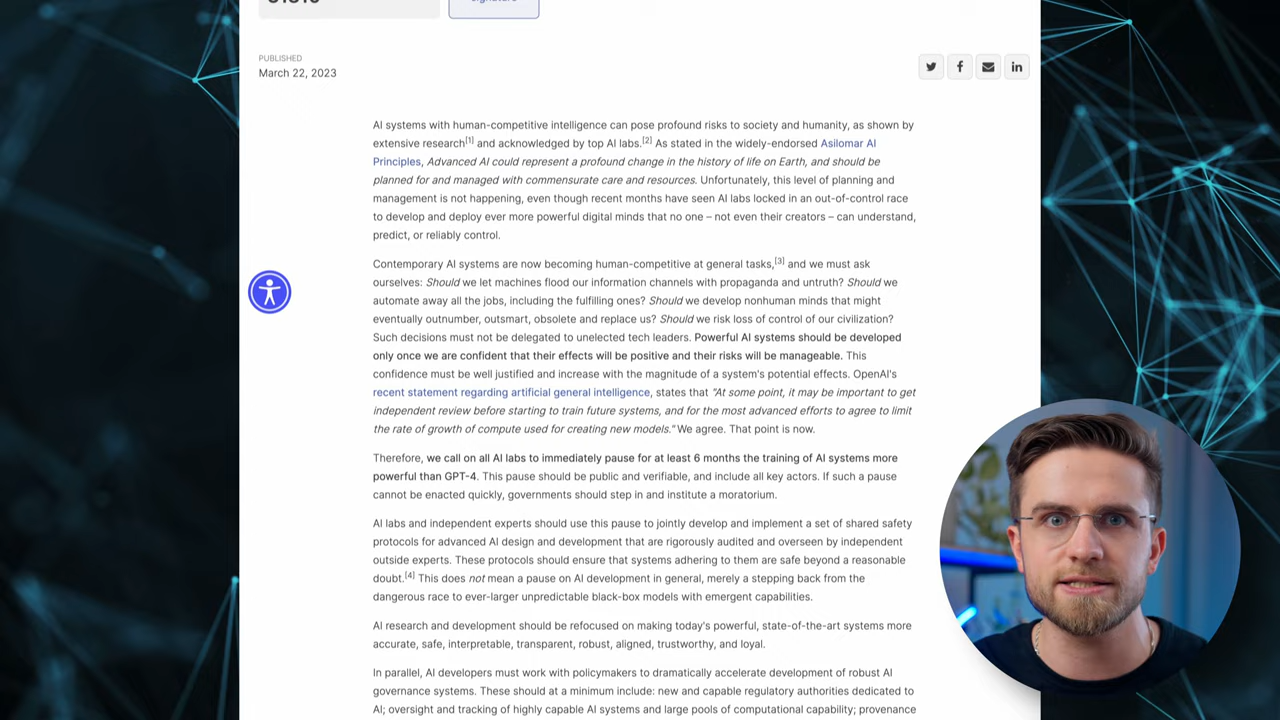 signature
PUBLISHED
March 22, 2023
AI systems with human-competitive intelligence can pose profound risks to society and humanity, as shown by
extensive research[1] and acknowledged by top AI labs.[2] As stated in the widely-endorsed Asilomar AI
Principles, Advanced AI could represent a profound change in the history of life on Earth, and should be
planned for and managed with commensurate care and resources. Unfortunately, this level of planning and
management is not happening, even though recent months have seen AI labs locked in an out-of-control race
to develop and deploy ever more powerful digital minds that no one – not even their creators – can understand,
predict, or reliably control.
Contemporary AI systems are now becoming human-competitive at general tasks,[3] and we must ask
ourselves: Should we let machines flood our information channels with propaganda and untruth? Should we
automate away all the jobs, including the fulfilling ones? Should we develop nonhuman minds that might
eventually outnumber, outsmart, obsolete and replace us? Should we risk loss of control of our civilization?
Such decisions must not be delegated to unelected tech leaders. Powerful AI systems should be developed
only once we are confident that their effects will be positive and their risks will be manageable. This
confidence must be well justified and increase with the magnitude of a system's potential effects. OpenAI's
recent statement regarding artificial general intelligence, states that "At some point, it may be important to get
independent review before starting to train future systems, and for the most advanced efforts to agree to limit
the rate of growth of compute used for creating new models." We agree. That point is now.
Therefore, we call on all AI labs to immediately pause for at least 6 months the training of AI systems more
powerful than GPT-4. This pause should be public and verifiable, and include all key actors. If such a pause
cannot be enacted quickly, governments should step in and institute a moratorium.
AI labs and independent experts should use this pause to jointly develop and implement a set of shared safety
protocols for advanced AI design and development that are rigorously audited and overseen by independent
outside experts. These protocols should ensure that systems adhering to them are safe beyond a reasonable
doubt.[4] This does not mean a pause on AI development in general, merely a stepping back from the
dangerous race to ever-larger unpredictable black-box models with emergent capabilities.
AI research and development should be refocused on making today's powerful, state-of-the-art systems more
accurate, safe, interpretable, transparent, robust, aligned, trustworthy, and loyal.
In parallel, AI developers must work with policymakers to dramatically accelerate development of robust AI
governance systems. These should at a minimum include: new and capable regulatory authorities dedicated to
AI; oversight and tracking of highly capable AI systems and large pools of computational capability; provenance